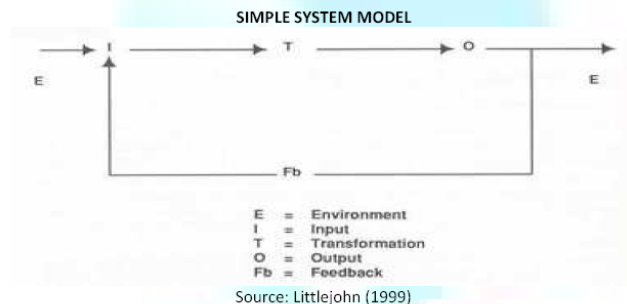 SIMPLE SYSTEM MODEL
I T O
E E
Fb
E = Environment
I = Input
T = Transformation
O = Output
Fb = Feedback
Source: Littlejohn (1999)